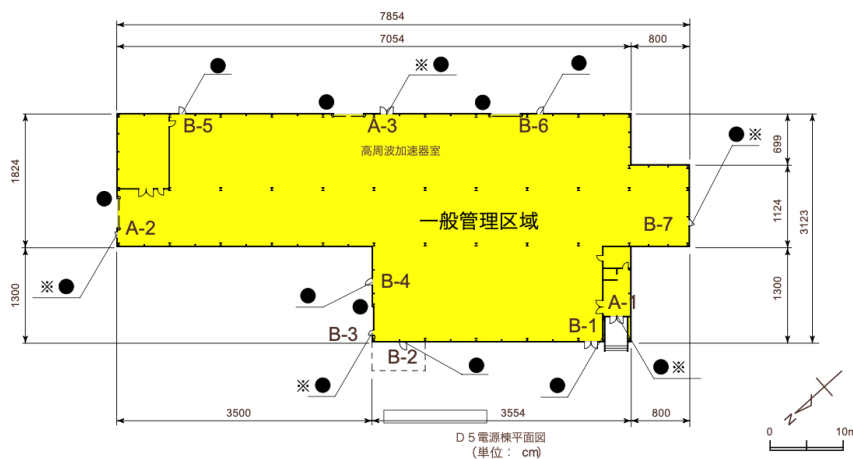 7854
7054
800
※
B-5
A-3
B-6
高周波加速器室
699
※
1824
1124
3123
一般管理区域
A-2
B-7
※
1300
B-4
A-1
1300
B-3
B-2
B-1
※
※
3500
3554
800
N
D5電源棟平面図
(単位: cm)
0
10m